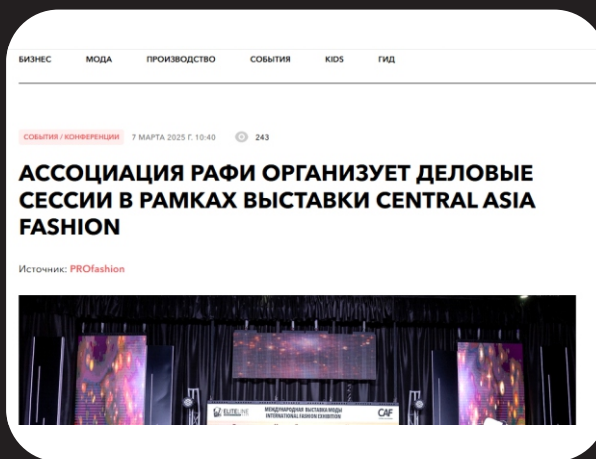 БИЗНЕС МОДА ПРОИЗВОДСТВО СОБЫТИЯ KIDS ГИД
СОБЫТИЯ / КОНФЕРЕНЦИИ 7 МАРТА 2025 Г. 10:40 243
АССОЦИАЦИЯ РАФИ ОРГАНИЗУЕТ ДЕЛОВЫЕ
СЕССИИ В РАМКАХ ВЫСТАВКИ CENTRAL ASIA
FASHION
Источник: PROfashion
ELITELINE МЕЖДУНАРОДНАЯ ВЫСТАВКА МОДЫ CAF
INTERNATIONAL FASHION EXHIBITION